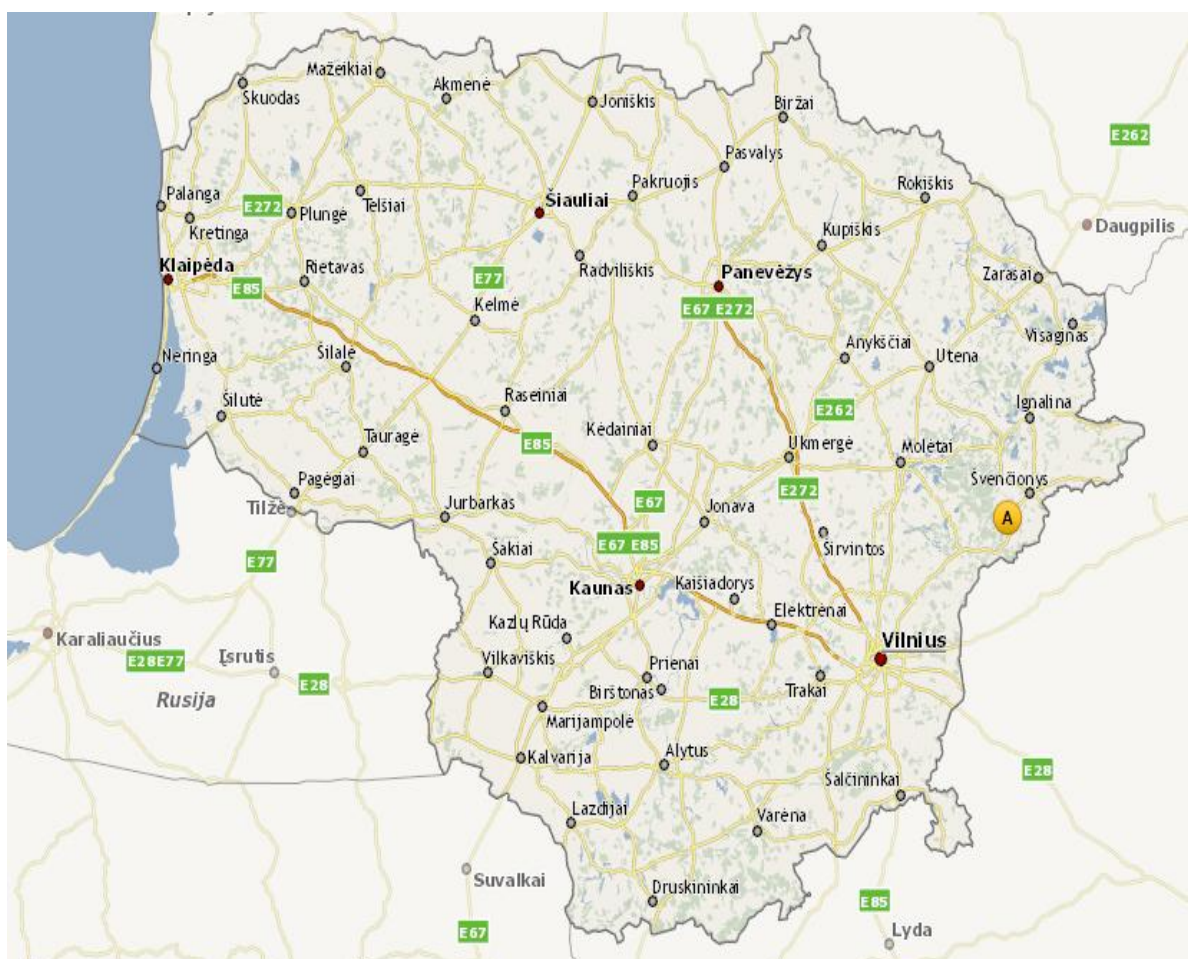 Mažeikiai
Akmenė
Skuodas
Joniškis
Biržai
E262
Pasvalys
Palanga
E272
Telšiai
Pakruojis
Rokiškis
Kretinga
Plungė
Šiauliai
Daugpilis
Kupiškis
Klaipėda
Rietavas
E77
Radviliškis
Panevėžys
Zarasai
E85
Kelmė
E67 E272
Visaginas
Neringa
Šilalė
Anykščiai
Utena
Šilutė
Raseiniai
E262
Ignalina
Tauragė
E85
Kėdainiai
Ukmergė
Molėtai
Pagėgiai
E272
Švenčionys
Tilžė
Jurbarkas
E67
Jonava
A
E77
Šakiai
E67 E85
Širvintos
Kaunas
Kaišiadorys
Karaliaučius
Kazlų Rūda
Elektrėnai
E28E77
Įsrutis
Vilkaviškis
Prienai
Vilnius
Rusija
E28
Birštonas
E28
Trakai
Marijampolė
Kalvarija
Alytus
E28
Šalčininkai
Lazdijai
Varėna
Suvalkai
Druskininkai
E85
E67
Lyda